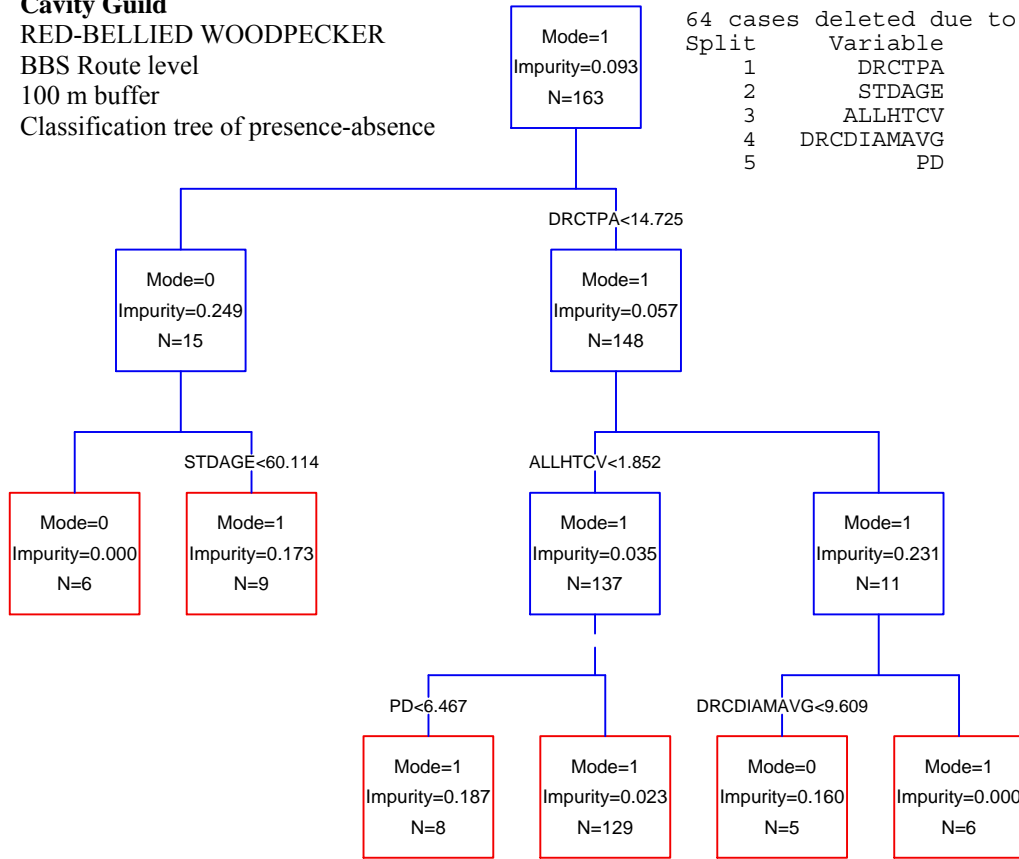 Cavity Guild
RED-BELLIED WOODPECKER
BBS Route level
100 m buffer
Classification tree of presence-absence
64 cases deleted due to
Split Variable
1 DRCTPA
2 STDAGE
3 ALLHTCV
4 DRCDIAMAVG
5 PD
Mode=1
Impurity=0.093
N=163
DRCTPA<14.725
Mode=0
Impurity=0.249
N=15
Mode=1
Impurity=0.057
N=148
STDAGE<60.114
ALLHTCV<1.852
Mode=0
Impurity=0.000
N=6
Mode=1
Impurity=0.173
N=9
Mode=1
Impurity=0.035
N=137
Mode=1
Impurity=0.231
N=11
PD<6.467
DRCDIAMAVG<9.609
Mode=1
Impurity=0.187
N=8
Mode=1
Impurity=0.023
N=129
Mode=0
Impurity=0.160
N=5
Mode=1
Impurity=0.000
N=6